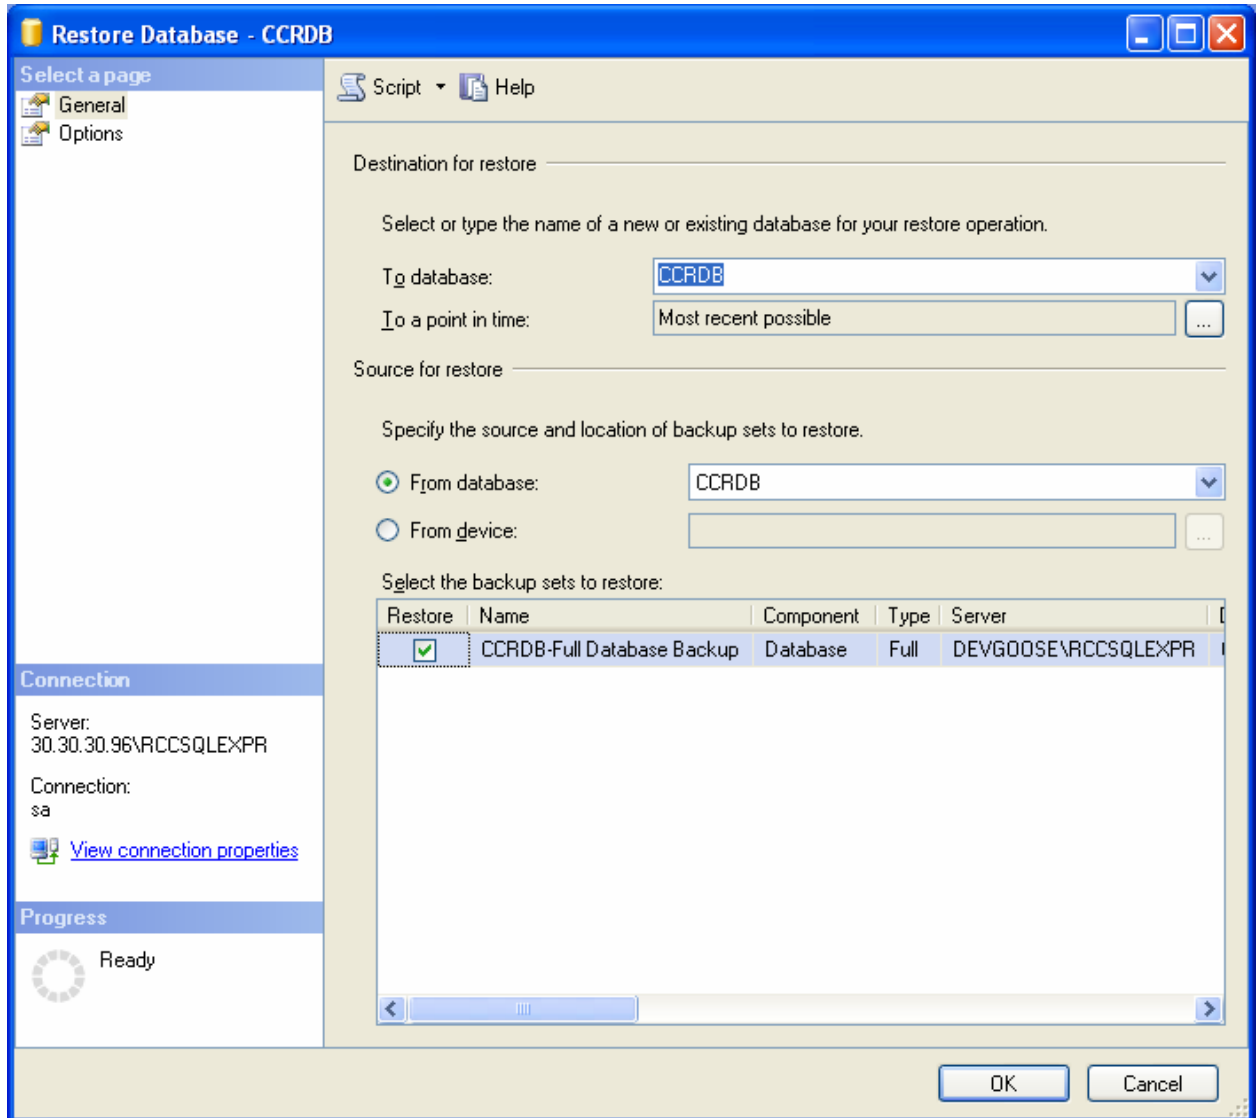 Restore Database - CCRDB
Select a page
General
Options
Script
Help
Destination for restore
Select or type the name of a new or existing database for your restore operation.
To database:
CCRDB
To a point in time:
Most recent possible
...
Source for restore
Specify the source and location of backup sets to restore.
From database:
CCRDB
From device:
...
Select the backup sets to restore:
Restore Name Component Type Server
CCRDB-Full Database Backup Database Full DEVGOOSE\RCCSQLEXPR
Connection
Server:
30.30.30.96\RCCSQLEXPR
Connection:
sa
View connection properties
Progress
Ready
OK
Cancel